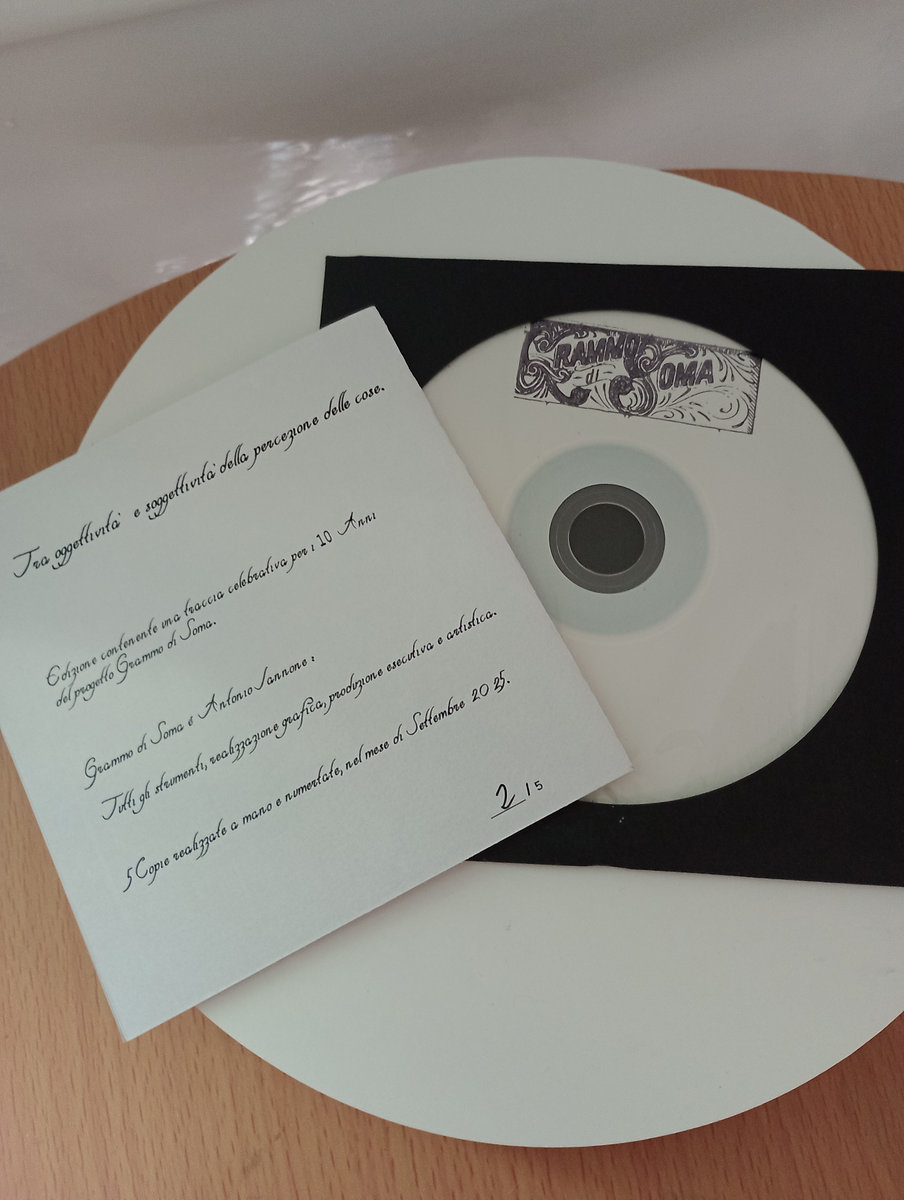 GRAMMO
di SOMA
Tra oggettività e soggettività della percezione delle cose.
Edizione contenente una traccia celebrativa per i 10 Anni
del progetto Grammo di Soma.
Grammo di Soma è Antonio Iannone:
Tutti gli strumenti, realizzazione grafica, produzione esecutiva e artistica.
5 Copie realizzate a mano e numertate, nel mese di Settembre 2025.
2/5